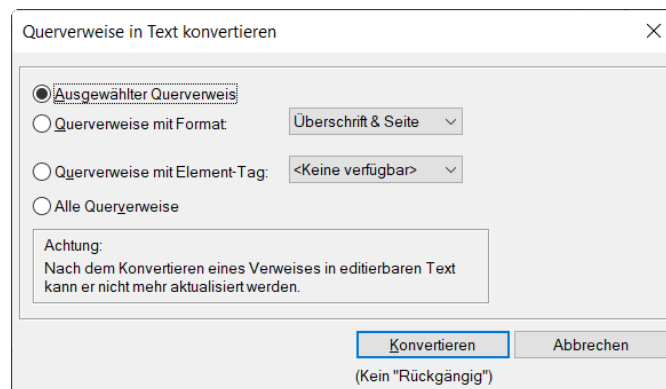 Querverweise in Text konvertieren
Ausgewählter Querverweis
Querverweise mit Format:
Überschrift & Seite
Querverweise mit Element-Tag:
<Keine verfügbar>
Alle Querverweise
Achtung:
Nach dem Konvertieren eines Verweises in editierbaren Text
kann er nicht mehr aktualisiert werden.
Konvertieren
Abbrechen
(Kein "Rückgängig")